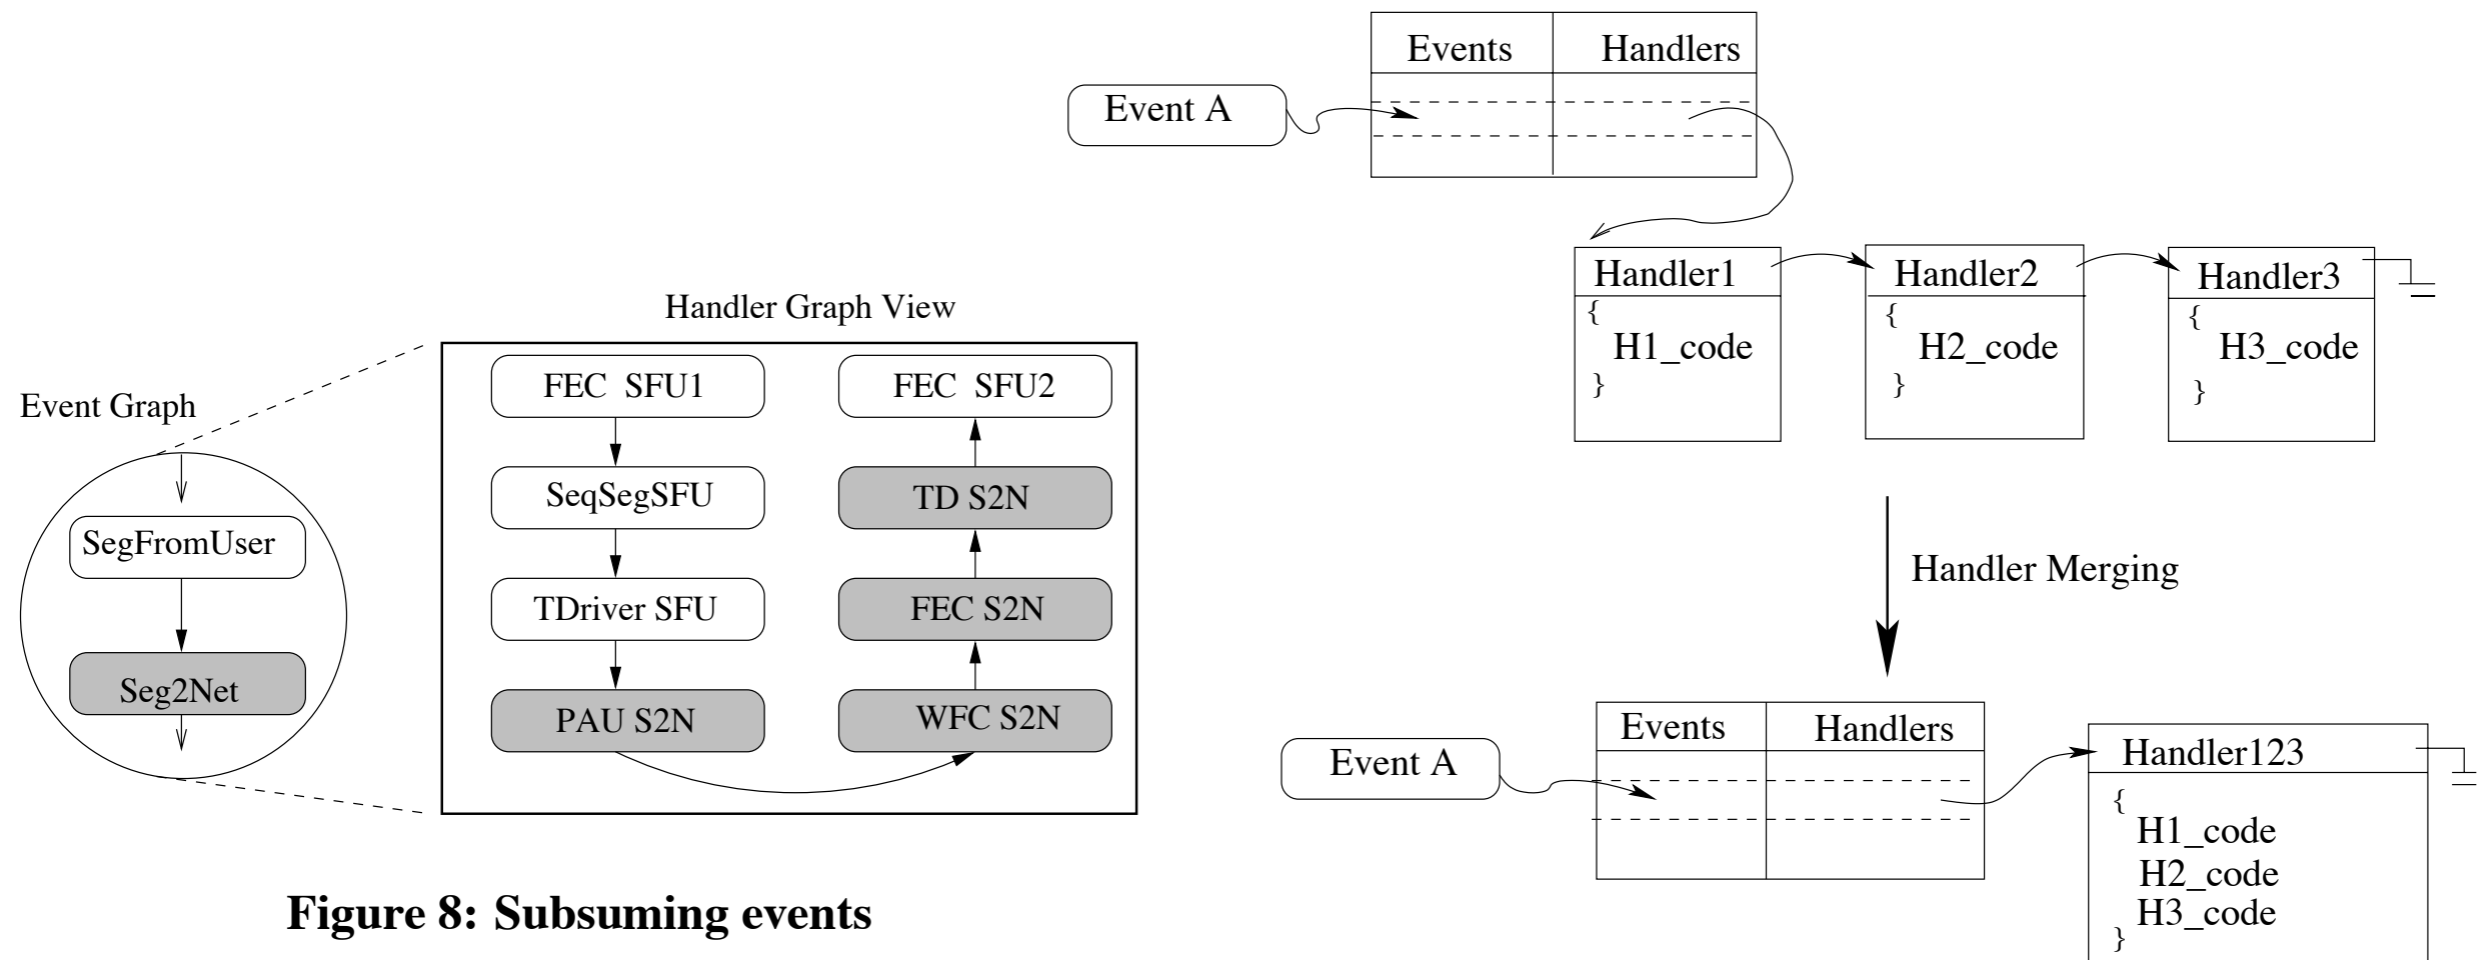 Handler Graph View
Event Graph
SegFromUser
Seg2Net
FEC SFU1
SeqSegSFU
TDriver SFU
PAU S2N
FEC SFU2
TD S2N
FEC S2N
WFC S2N
Figure 8: Subsuming events
Events Handlers
Event A
Handler1
{
H1_code
}
Handler2
{
H2_code
}
Handler3
{
H3_code
}
Handler Merging
Events Handlers
Event A
Handler123
{
H1_code
H2_code
H3_code
}